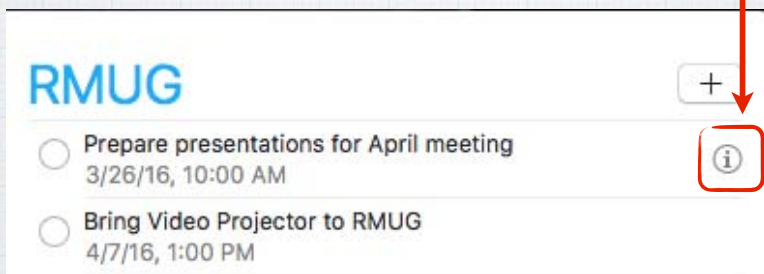 RMUG
+
Prepare presentations for April meeting
i
3/26/16, 10:00 AM
Bring Video Projector to RMUG
4/7/16, 1:00 PM